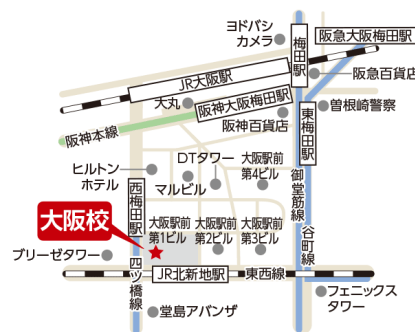 ヨドバシ
カメラ
梅田駅
阪急大阪梅田駅
JR大阪駅
阪急百貨店
大丸
阪神大阪梅田駅
曽根崎警察
阪神本線
阪神百貨店
東梅田駅
ヒルトン
ホテル
DTタワー
マルビル
大阪駅前
第4ビル
御堂筋線
西梅田駅
大阪校
大阪駅前
第1ビル
大阪駅前
第2ビル
大阪駅前
第3ビル
谷町線
ブリーゼタワー
四ツ橋線
JR北新地駅
東西線
堂島アバンザ
フェニックス
タワー